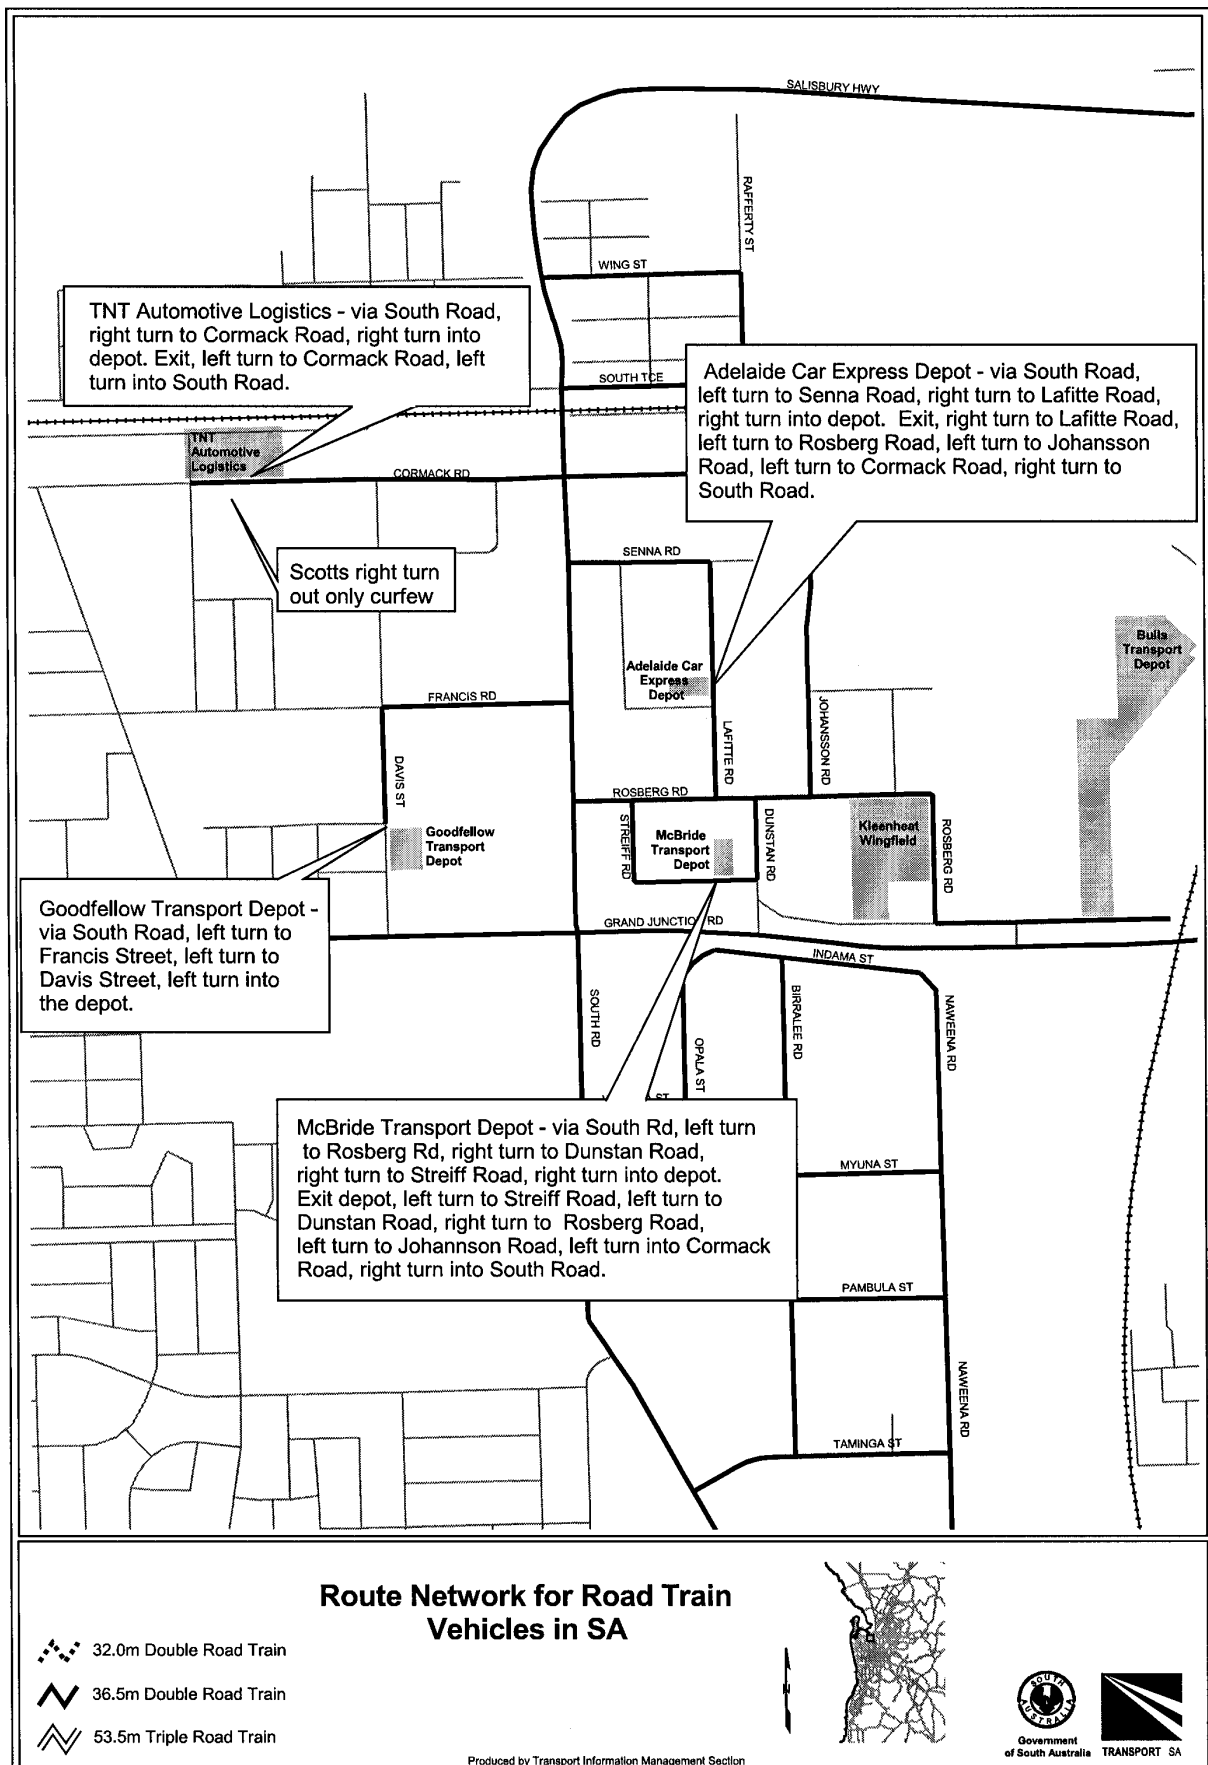 SALISBURY HWY
RAFFERTY ST
WING ST
TNT Automotive Logistics - via South Road,
right turn to Cormack Road, right turn into
depot. Exit, left turn to Cormack Road, left
turn into South Road.
SOUTH TCE
Adelaide Car Express Depot - via South Road,
left turn to Senna Road, right turn to Lafitte Road,
right turn into depot. Exit, right turn to Lafitte Road,
left turn to Rosberg Road, left turn to Johansson
Road, left turn to Cormack Road, right turn to
South Road.
TNT
Automotive
Logistics
CORMACK RD
SENNA RD
Scotts right turn
out only curfew
Bulls
Transport
Depot
Adelaide Car
Express
Depot
FRANCIS RD
LAFITTE RD
JOHANSSON RD
DAVIS ST
ROSBERG RD
STREIFF RD
McBride
Transport
Depot
DUNSTAN RD
Kleenheat
Wingfield
ROSBERG RD
Goodfellow
Transport
Depot
Goodfellow Transport Depot -
via South Road, left turn to
Francis Street, left turn to
Davis Street, left turn into
the depot.
GRAND JUNCTION RD
INDAMA ST
SOUTH RD
OPALA ST
BIRRALEE RD
NAWEENA RD
ST
McBride Transport Depot - via South Rd, left turn
to Rosberg Rd, right turn to Dunstan Road,
right turn to Streiff Road, right turn into depot.
Exit depot, left turn to Streiff Road, left turn to
Dunstan Road, right turn to Rosberg Road,
left turn to Johannson Road, left turn into Cormack
Road, right turn into South Road.
MYUNA ST
PAMBULA ST
NAWEENA RD
TAMINGA ST
Route Network for Road Train
Vehicles in SA
32.0m Double Road Train
36.5m Double Road Train
53.5m Triple Road Train
N
SOUTH
AUSTRALIA
Government
of South Australia
TRANSPORT SA
Produced by Transport Information Management Section